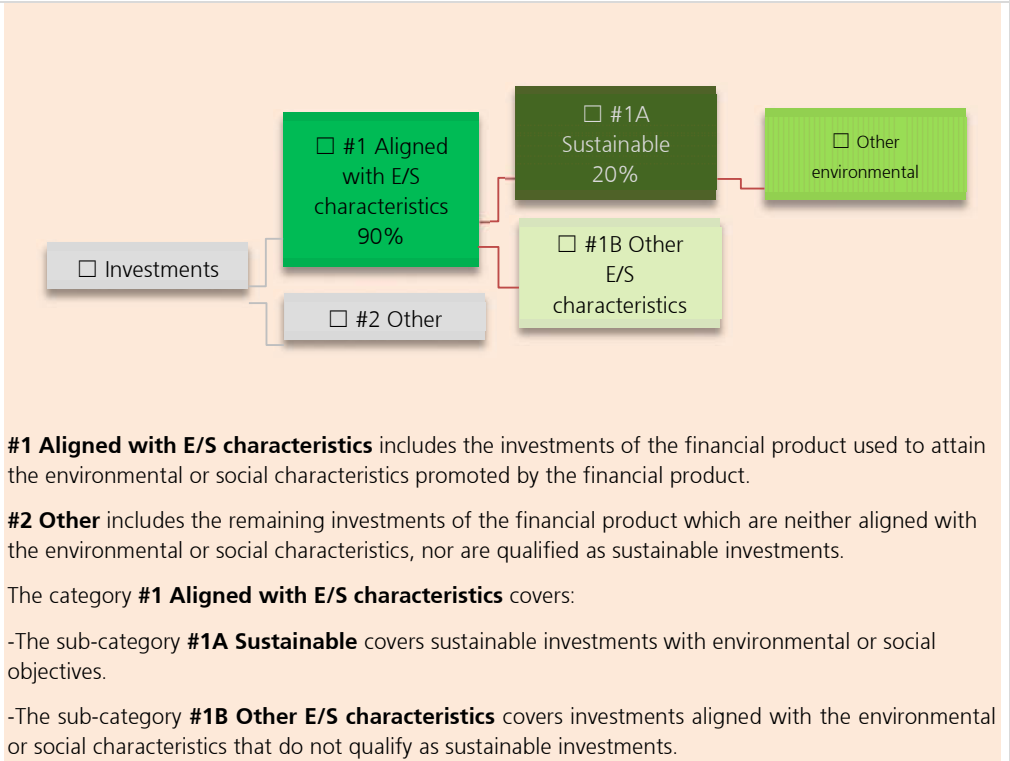 ☐ #1A
Sustainable
20%
☐ Other
environmental
☐ #1 Aligned
with E/S
characteristics
90%
☐ #1B Other
E/S
characteristics
☐ Investments
☐ #2 Other
#1 Aligned with E/S characteristics includes the investments of the financial product used to attain
the environmental or social characteristics promoted by the financial product.
#2 Other includes the remaining investments of the financial product which are neither aligned with
the environmental or social characteristics, nor are qualified as sustainable investments.
The category #1 Aligned with E/S characteristics covers:
-The sub-category #1A Sustainable covers sustainable investments with environmental or social
objectives.
-The sub-category #1B Other E/S characteristics covers investments aligned with the environmental
or social characteristics that do not qualify as sustainable investments.